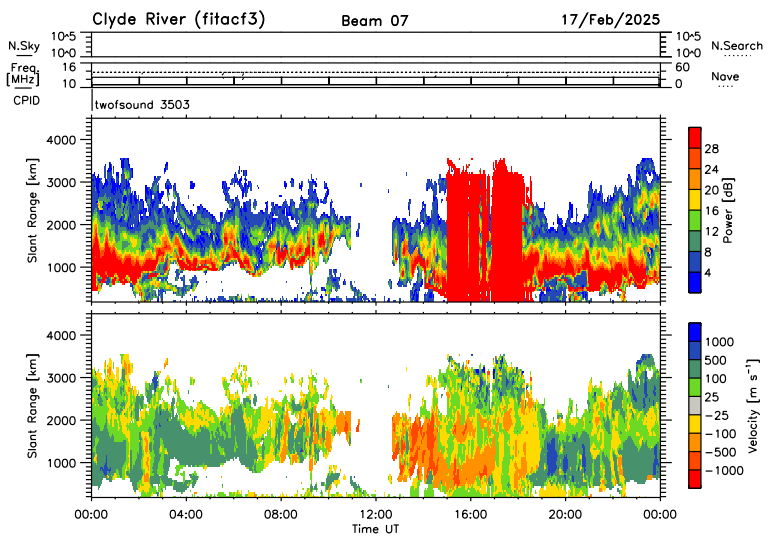 Clyde River (fitacf3) Beam 07 17/Feb/2025
N.Sky 10^5 10^5 N.Search
10^0 10^0
Freq. 16 60 Nave
[MHz] 10 0
CPID twofsound 3503
Slant Range [km]
4000
3000
2000
1000
Power [dB]
28
24
20
16
12
8
4
Slant Range [km]
4000
3000
2000
1000
Velocity [m s⁻¹]
1000
500
100
25
−25
−100
−500
−1000
00:00 04:00 08:00 12:00 16:00 20:00 00:00
Time UT